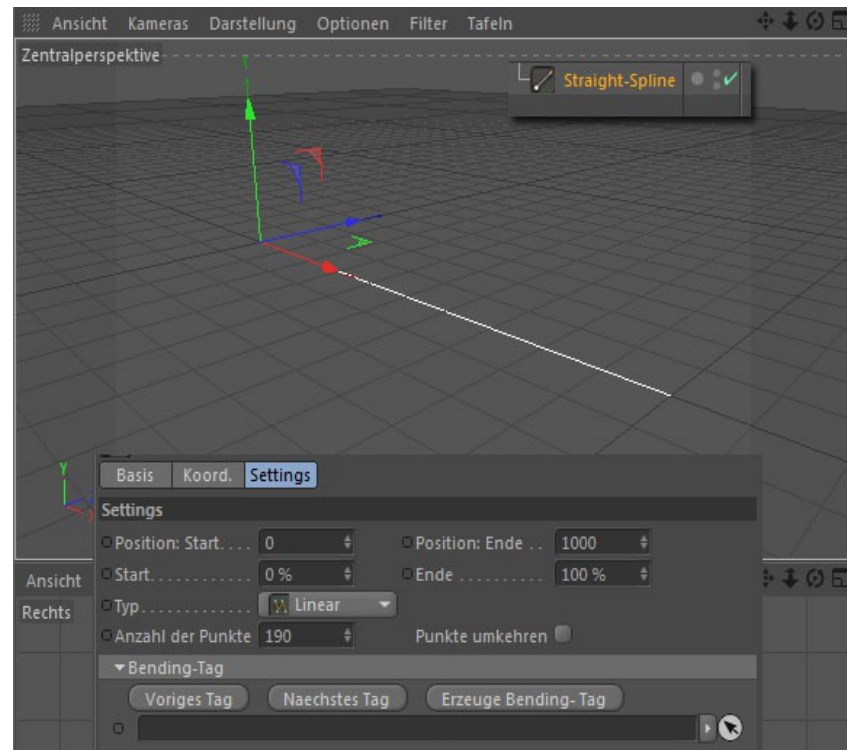 Ansicht Kameras Darstellung Optionen Filter Tafeln
Zentralperspektive
Y
Straight-Spline
Y
Basis Koord. Settings
Settings
Position: Start.... 0 Position: Ende .. 1000
Start............ 0 % Ende .......... 100 %
Typ............. Linear
Anzahl der Punkte 190 Punkte umkehren
Bending-Tag
Voriges Tag Naechstes Tag Erzeuge Bending- Tag
Ansicht
Rechts